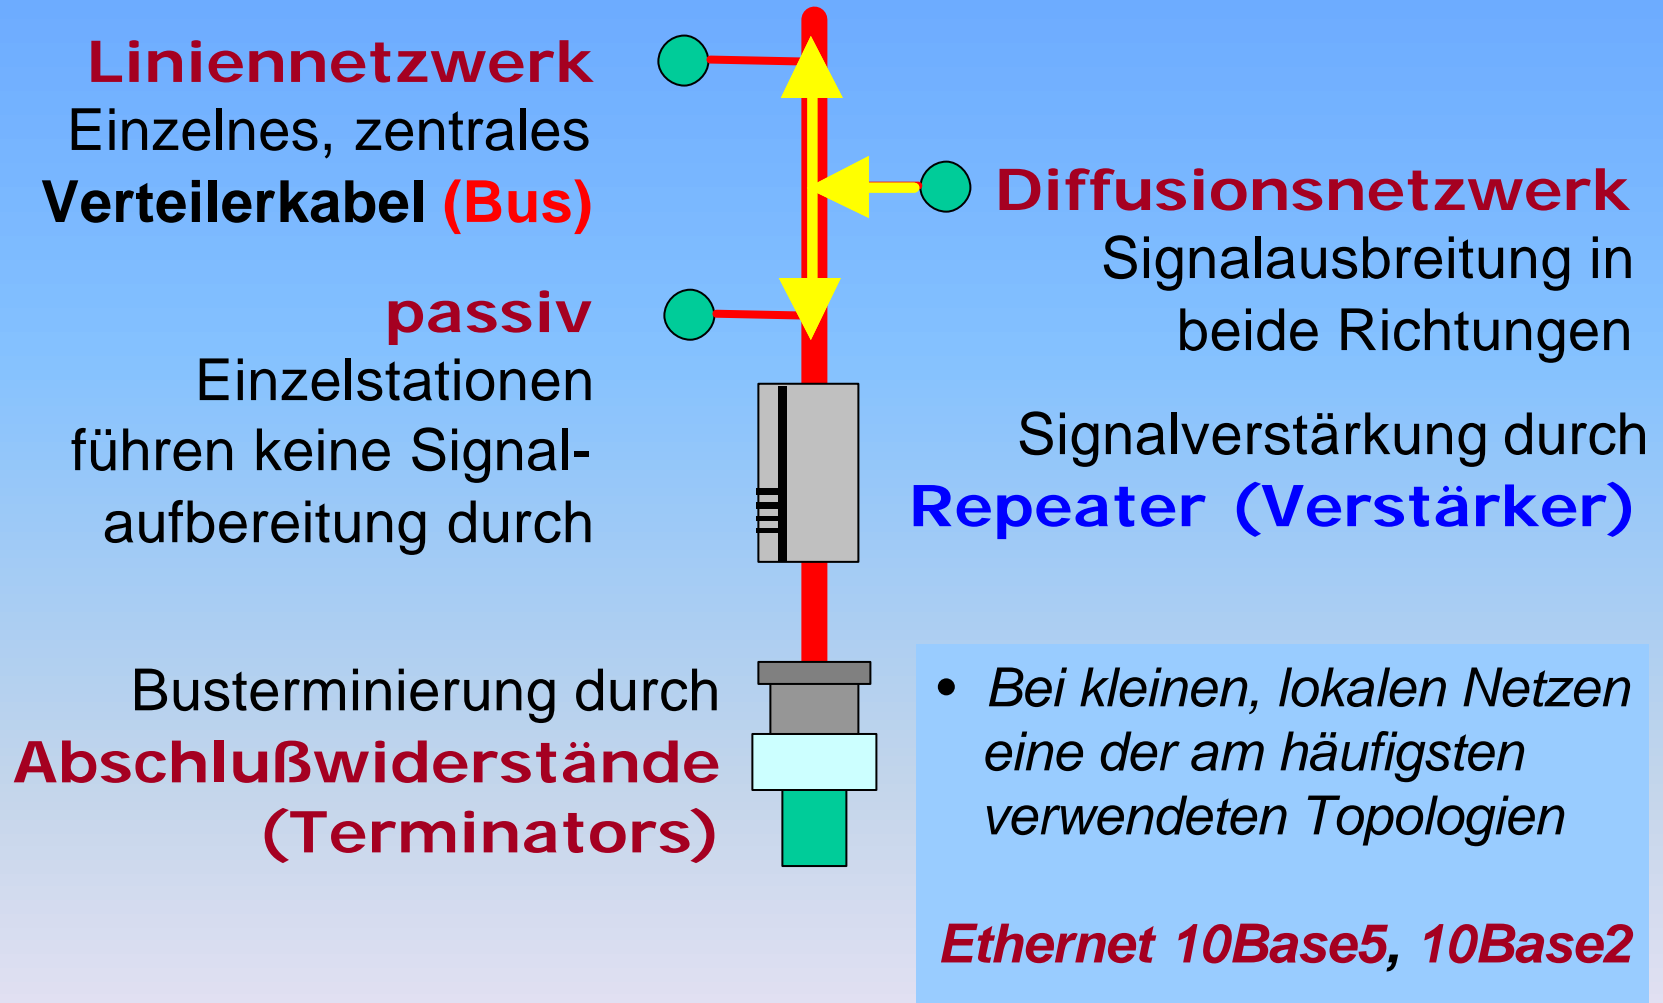 Liniennetzwerk
Einzelnes, zentrales
Verteilerkabel (Bus)
passiv
Einzelstationen
führen keine Signal-
aufbereitung durch
Busterminierung durch
Abschlußwiderstände
(Terminators)
Diffusionsnetzwerk
Signalausbreitung in
beide Richtungen
Signalverstärkung durch
Repeater (Verstärker)
• Bei kleinen, lokalen Netzen
eine der am häufigsten
verwendeten Topologien
Ethernet 10Base5, 10Base2